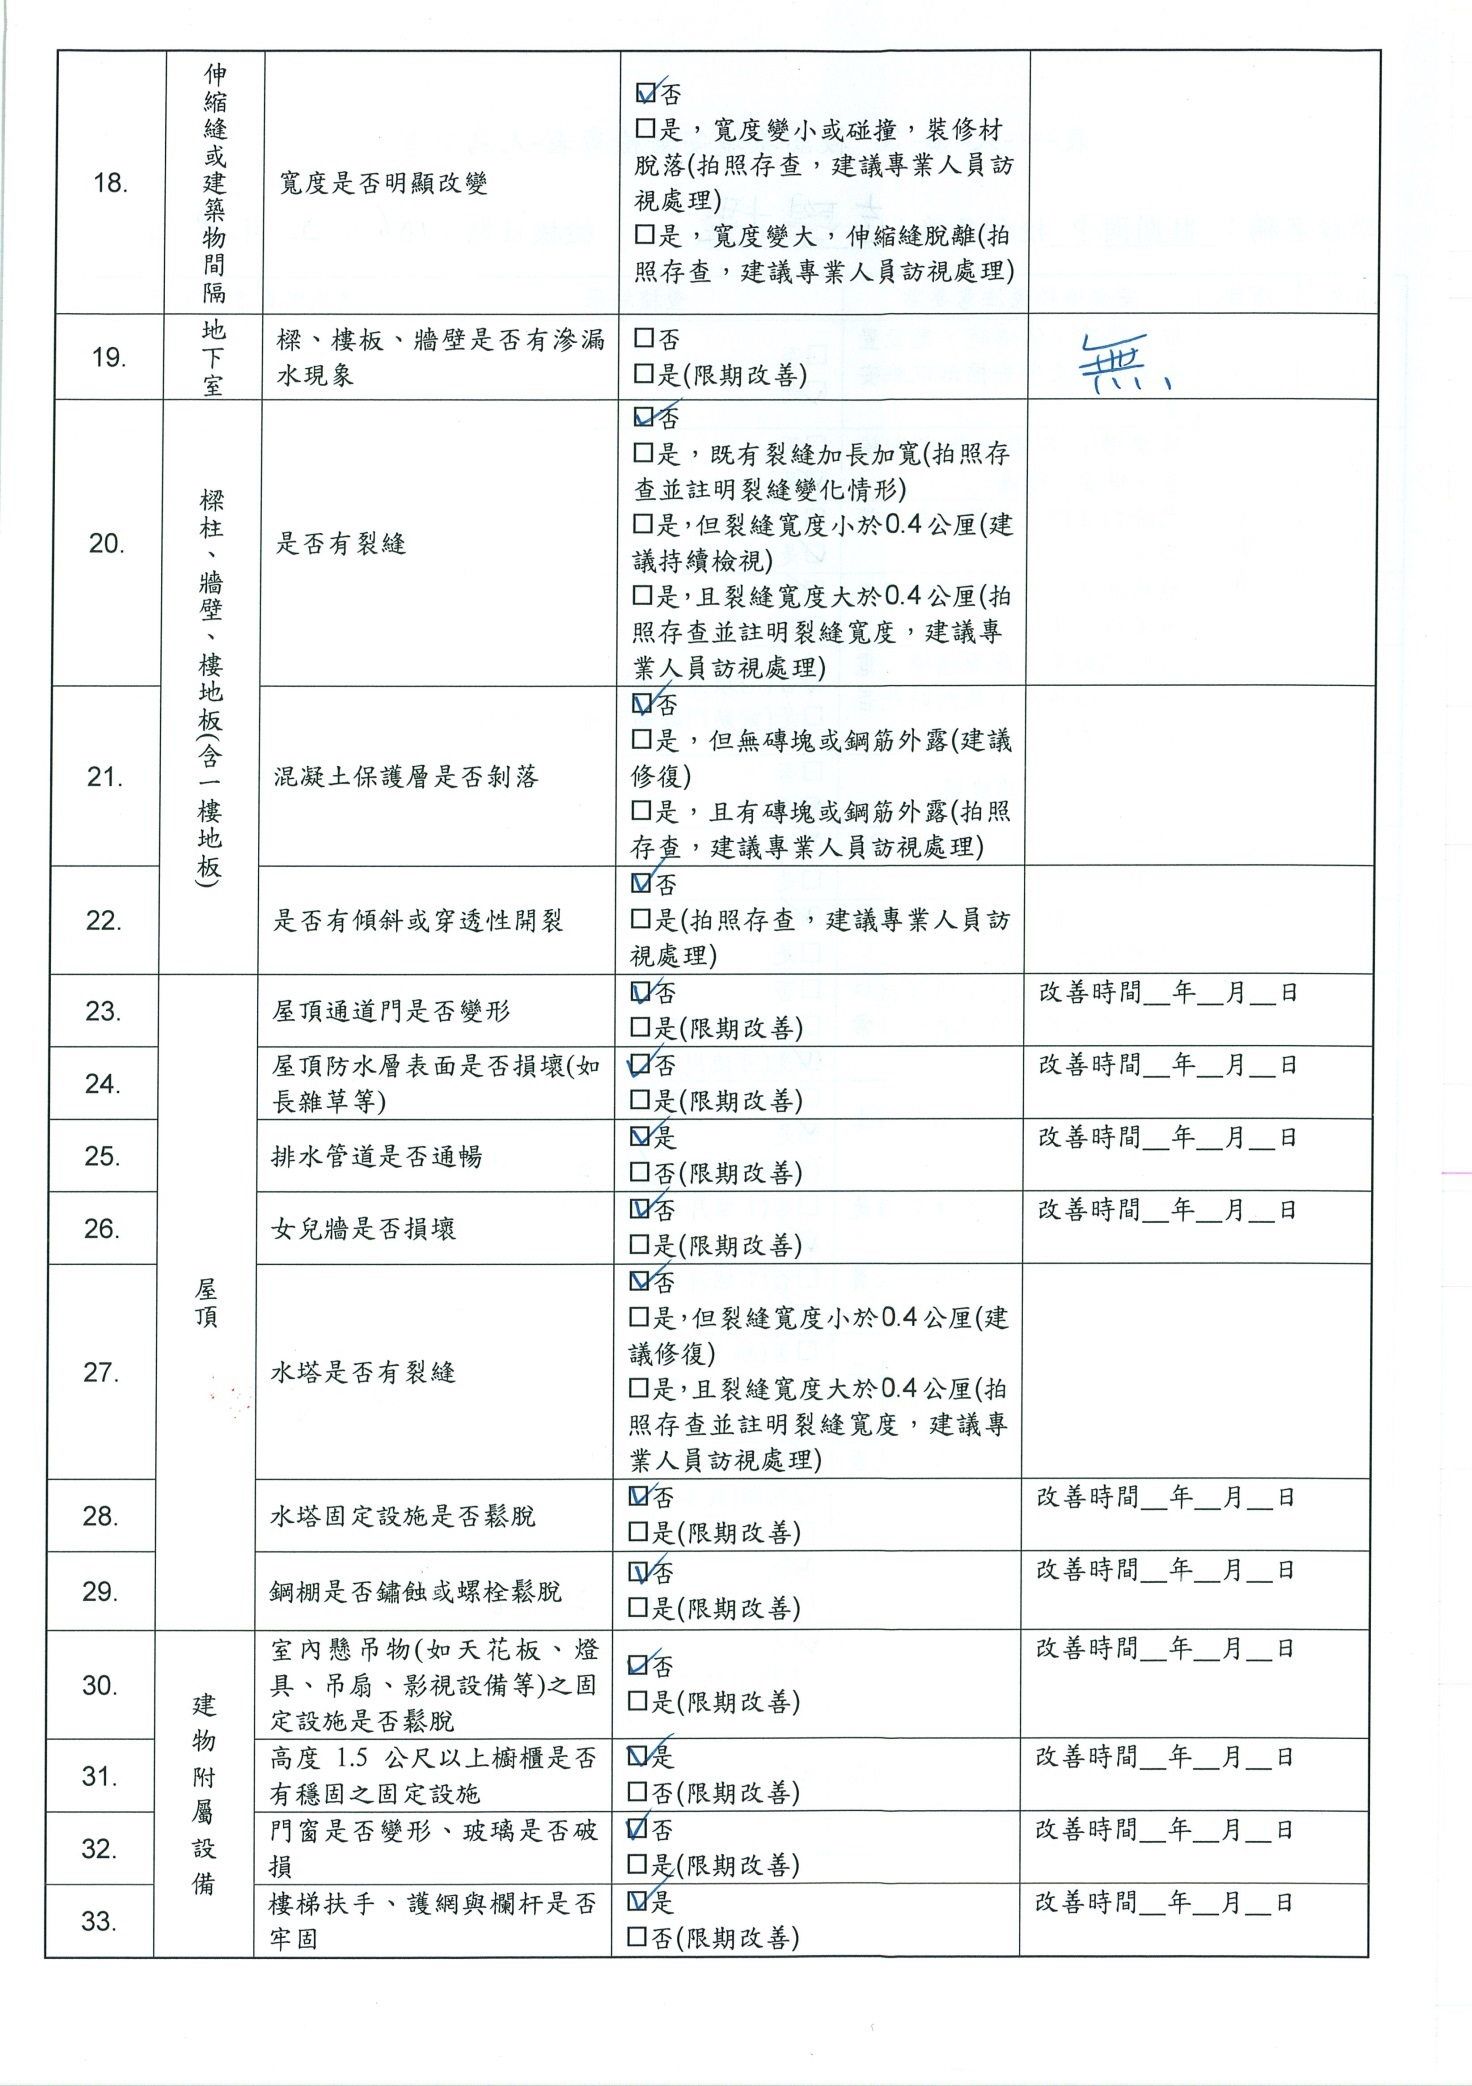 18.
伸縮縫或建築物間隔
寬度是否明顯改變
☑否
□是，寬度變小或碰撞，裝修材
脫落(拍照存查，建議專業人員訪
視處理)
□是，寬度變大，伸縮縫脫離(拍
照存查，建議專業人員訪視處理)
19.
地下室
樑、樓板、牆壁是否有滲漏
水現象
□否
□是(限期改善)
無
20.
樑柱、牆壁、樓地板(含一樓地板)
是否有裂縫
☑否
□是，既有裂縫加長加寬(拍照存
查並註明裂縫變化情形)
□是，但裂縫寬度小於0.4公厘(建
議持續檢視)
□是，且裂縫寬度大於0.4公厘(拍
照存查並註明裂縫寬度，建議專
業人員訪視處理)
21.
混凝土保護層是否剝落
☑否
□是，但無磚塊或鋼筋外露(建議
修復)
□是，且有磚塊或鋼筋外露(拍照
存查，建議專業人員訪視處理)
22.
是否有傾斜或穿透性開裂
☑否
□是(拍照存查，建議專業人員訪
視處理)
23.
屋頂
屋頂通道門是否變形
☑否
□是(限期改善)
改善時間__年__月__日
24.
屋頂防水層表面是否損壞(如
長雜草等)
☑否
□是(限期改善)
改善時間__年__月__日
25.
排水管道是否通暢
☑是
□否(限期改善)
改善時間__年__月__日
26.
女兒牆是否損壞
☑否
□是(限期改善)
改善時間__年__月__日
27.
水塔是否有裂縫
☑否
□是，但裂縫寬度小於0.4公厘(建
議修復)
□是，且裂縫寬度大於0.4公厘(拍
照存查並註明裂縫寬度，建議專
業人員訪視處理)
28.
水塔固定設施是否鬆脫
☑否
□是(限期改善)
改善時間__年__月__日
29.
鋼棚是否鏽蝕或螺栓鬆脫
☑否
□是(限期改善)
改善時間__年__月__日
30.
建物附屬設備
室內懸吊物(如天花板、燈
具、吊扇、影視設備等)之固
定設施是否鬆脫
☑否
□是(限期改善)
改善時間__年__月__日
31.
高度 1.5 公尺以上櫥櫃是否
有穩固之固定設施
☑是
□否(限期改善)
改善時間__年__月__日
32.
門窗是否變形、玻璃是否破
損
☑否
□是(限期改善)
改善時間__年__月__日
33.
樓梯扶手、護網與欄杆是否
牢固
☑是
□否(限期改善)
改善時間__年__月__日